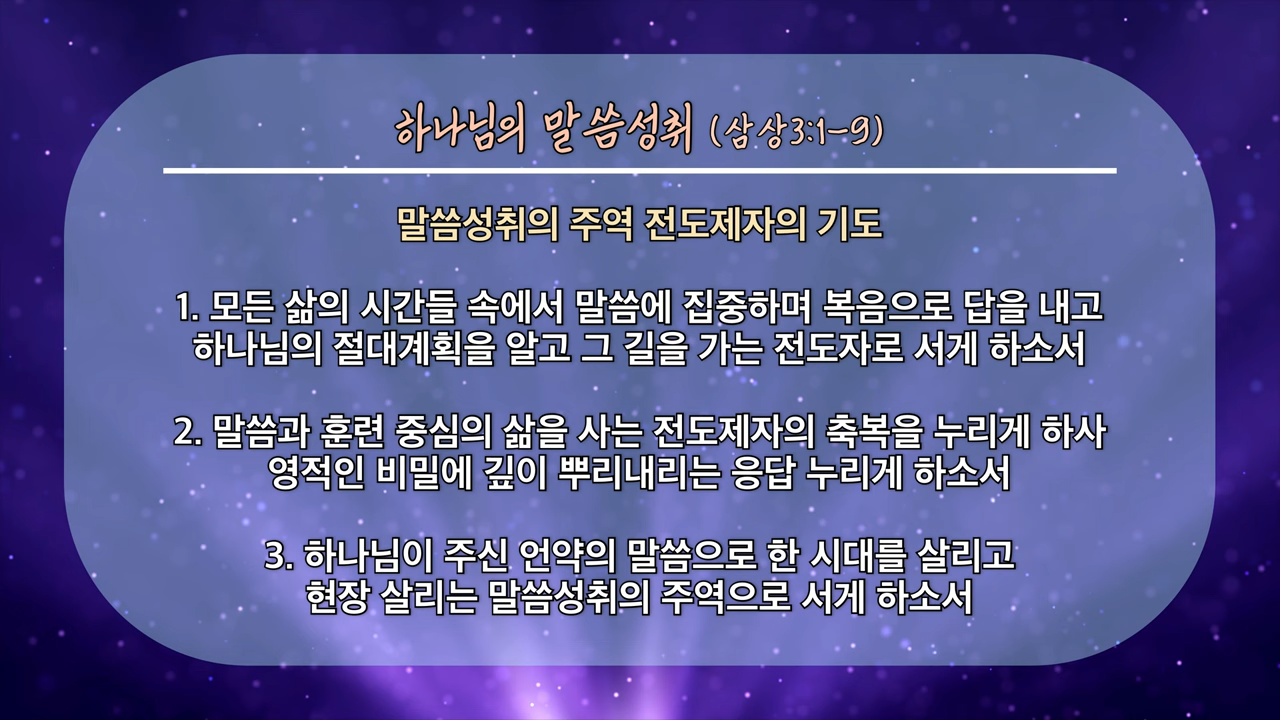 하나님의 말씀성취 (삼상3:1-9)
말씀성취의 주역 전도제자의 기도
1. 모든 삶의 시간들 속에서 말씀에 집중하며 복음으로 답을 내고
하나님의 절대계획을 알고 그 길을 가는 전도자로 서게 하소서
2. 말씀과 훈련 중심의 삶을 사는 전도제자의 축복을 누리게 하사
영적인 비밀에 깊이 뿌리내리는 응답 누리게 하소서
3. 하나님이 주신 언약의 말씀으로 한 시대를 살리고
현장 살리는 말씀성취의 주역으로 서게 하소서